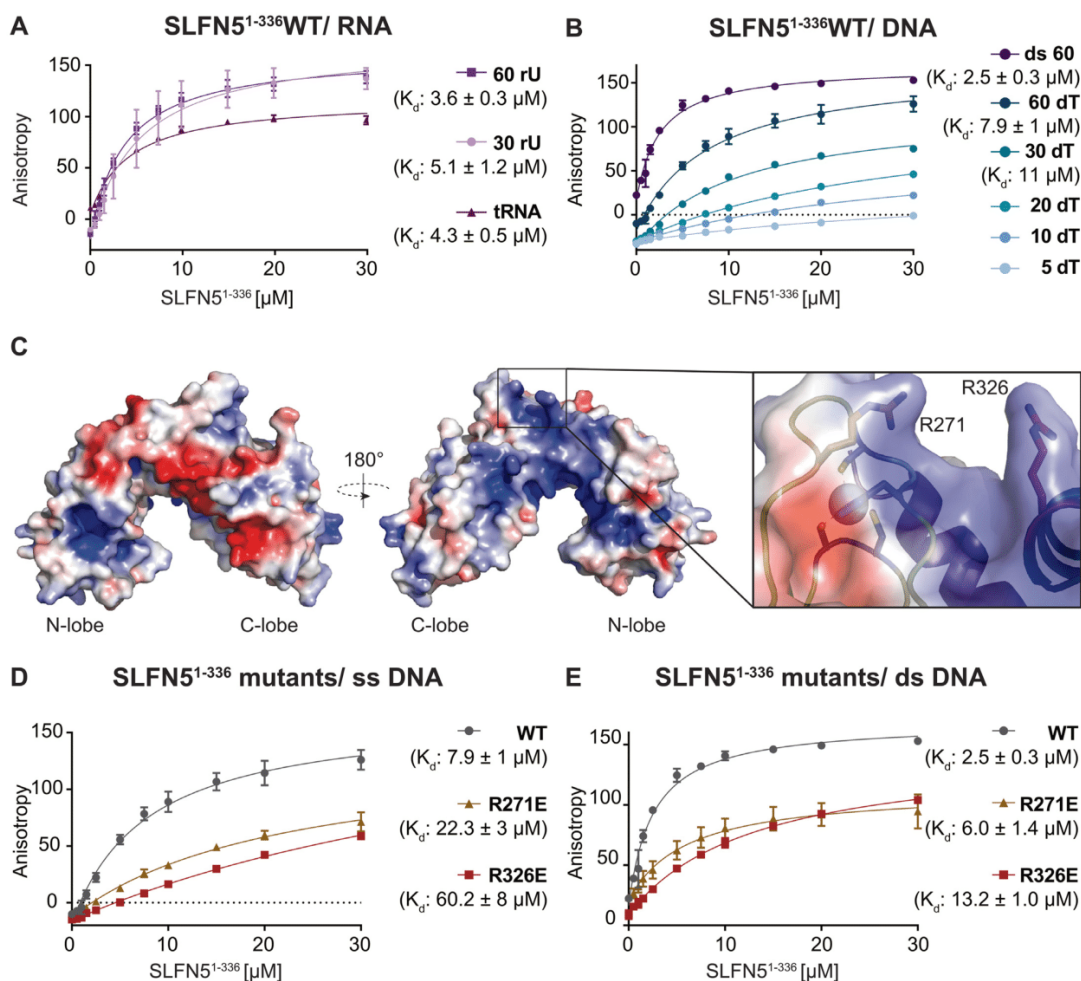 A
SLFN5¹⁻³³⁶WT/ RNA
Anisotropy
150
100
50
0
0
10
20
30
SLFN5¹⁻³³⁶ [µM]
60 rU
(K_d: 3.6 ± 0.3 µM)
30 rU
(K_d: 5.1 ± 1.2 µM)
tRNA
(K_d: 4.3 ± 0.5 µM)
B
SLFN5¹⁻³³⁶WT/ DNA
Anisotropy
150
100
50
0
0
10
20
30
SLFN5¹⁻³³⁶ [µM]
ds 60
(K_d: 2.5 ± 0.3 µM)
60 dT
(K_d: 7.9 ± 1 µM)
30 dT
(K_d: 11 µM)
20 dT
10 dT
5 dT
C
180°
N-lobe
C-lobe
C-lobe
N-lobe
R326
R271
D
SLFN5¹⁻³³⁶ mutants/ ss DNA
Anisotropy
150
100
50
0
0
10
20
30
SLFN5¹⁻³³⁶ [µM]
WT
(K_d: 7.9 ± 1 µM)
R271E
(K_d: 22.3 ± 3 µM)
R326E
(K_d: 60.2 ± 8 µM)
E
SLFN5¹⁻³³⁶ mutants/ ds DNA
Anisotropy
150
100
50
0
0
10
20
30
SLFN5¹⁻³³⁶ [µM]
WT
(K_d: 2.5 ± 0.3 µM)
R271E
(K_d: 6.0 ± 1.4 µM)
R326E
(K_d: 13.2 ± 1.0 µM)